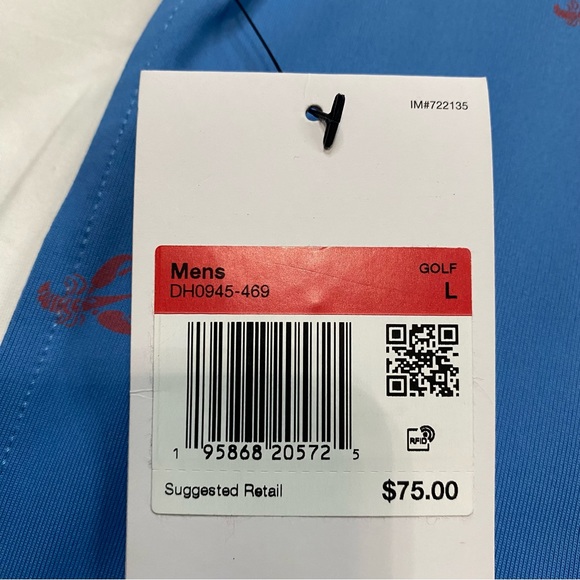 IM#722135
Mens GOLF
DH0945-469 L
1 95868 20572 5
RFID
Suggested Retail $75.00